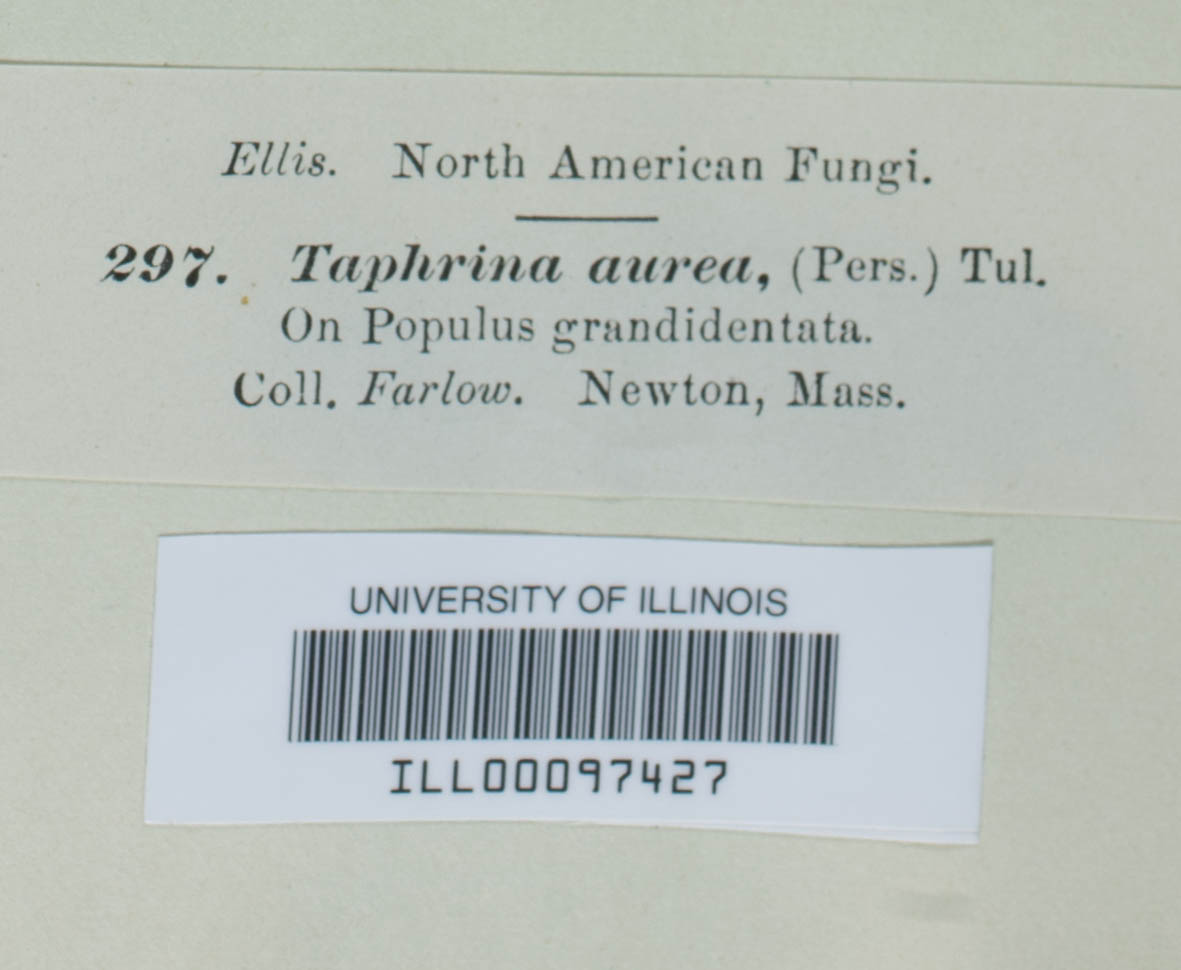 Ellis. North American Fungi.
297. Taphrina aurea, (Pers.) Tul.
On Populus grandidentata.
Coll. Farlow. Newton, Mass.
UNIVERSITY OF ILLINOIS
ILL00097427